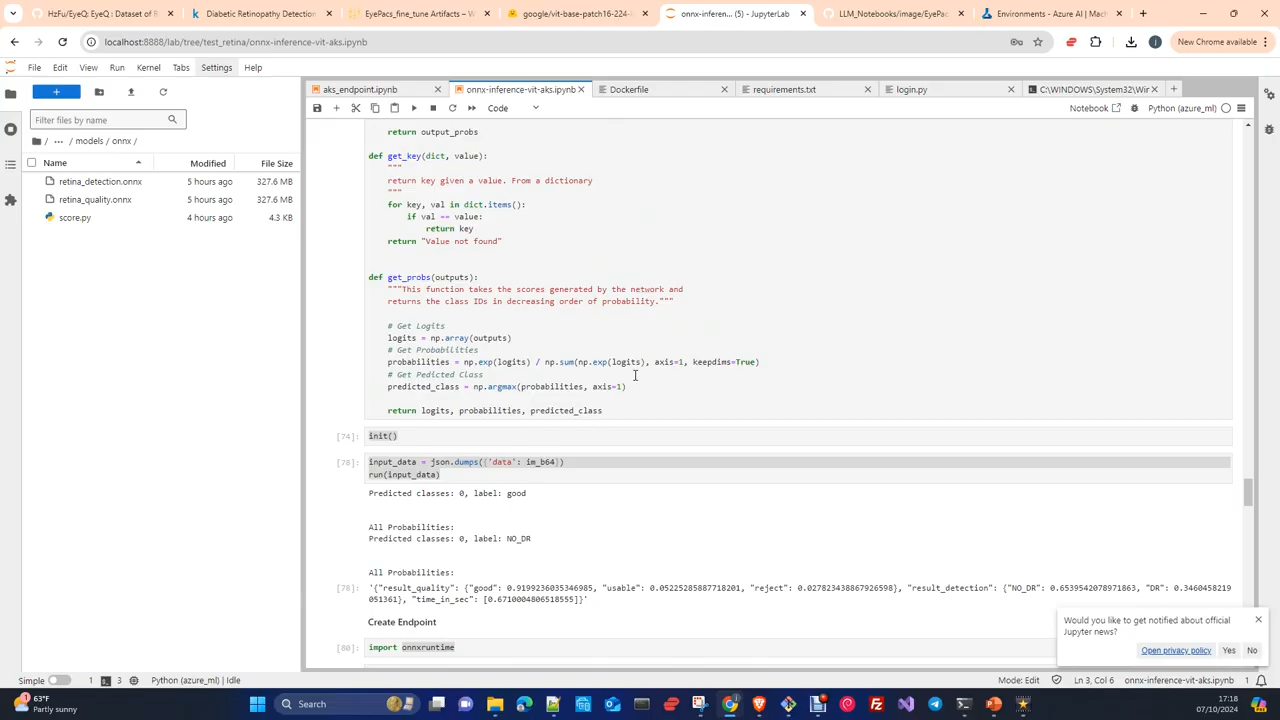 HzFu/EyeQ: EyeQ : Dataset of R
Diabetic Retinopathy Detection
EyePacs_fine_tune Artifacts – W
google/vit-base-patch16-224-i
onnx-inferen... (5) - JupyterLab
LLM_Notebooks/image/EyePac
Environments - Azure AI | Mach
localhost:8888/lab/tree/test_retina/onnx-inference-vit-aks.ipynb
New Chrome available
File Edit View Run Kernel Tabs Settings Help
aks_endpoint.ipynb
onnx-inference-vit-aks.ipynb
Dockerfile
requirements.txt
login.py
C:\WINDOWS\System32\Wir
Code
Notebook
Python (azure_ml)
Filter files by name
/ ... / models / onnx /
Name Modified File Size
retina_detection.onnx 5 hours ago 327.6 MB
retina_quality.onnx 5 hours ago 327.6 MB
score.py 4 hours ago 4.3 KB
return output_probs
def get_key(dict, value):
"""
return key given a value. From a dictionary
"""
for key, val in dict.items():
if val == value:
return key
return "Value not found"
def get_probs(outputs):
"""This function takes the scores generated by the network and
returns the class IDs in decreasing order of probability."""
# Get Logits
logits = np.array(outputs)
# Get Probabilities
probabilities = np.exp(logits) / np.sum(np.exp(logits), axis=1, keepdims=True)
# Get Pedicted Class
predicted_class = np.argmax(probabilities, axis=1)
return logits, probabilities, predicted_class
[74]: init()
[78]: input_data = json.dumps({'data': im_b64})
run(input_data)
Predicted classes: 0, label: good
All Probabilities:
Predicted classes: 0, label: NO_DR
All Probabilities:
[78]: '{"result_quality": {"good": 0.9199236035346985, "usable": 0.05225285887718201, "reject": 0.027823438867926598}, "result_detection": {"NO_DR": 0.6539542078971863, "DR": 0.3460458219
051361}, "time_in_sec": [0.6710004806518555]}'
Create Endpoint
[80]: import onnxruntime
Would you like to get notified about official
Jupyter news?
Open privacy policy Yes No
Simple 1 3 Python (azure_ml) | Idle
Mode: Edit Ln 3, Col 6 onnx-inference-vit-aks.ipynb 1
63°F
Partly sunny
Search
17:18
07/10/2024